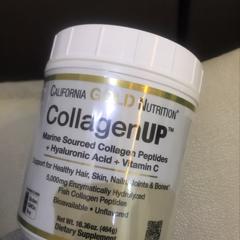 CALIFORNIA GOLD NUTRITION®
CollagenUP™
Marine Sourced Collagen Peptides
+ Hyaluronic Acid + Vitamin C
Support for Healthy Hair, Skin, Nails, Joints & Bones*
5,000mg Enzymatically Hydrolyzed
Fish Collagen Peptides
Bioavailable · Unflavored
Net Wt. 16.36oz. (464g)
Dietary Supplement